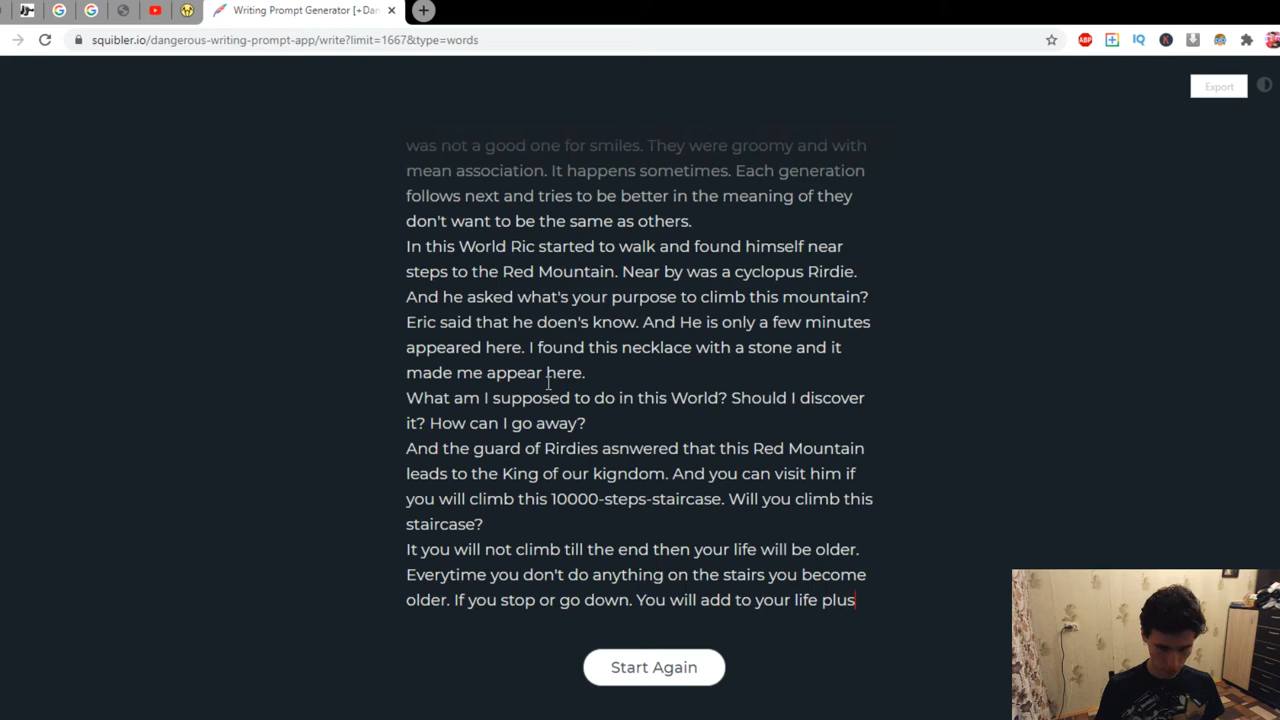 Writing Prompt Generator [+Dan
squibler.io/dangerous-writing-prompt-app/write?limit=1667&type=words
ABP
IQ
K
Export
was not a good one for smiles. They were groomy and with
mean association. It happens sometimes. Each generation
follows next and tries to be better in the meaning of they
don't want to be the same as others.
In this World Ric started to walk and found himself near
steps to the Red Mountain. Near by was a cyclopus Rirdie.
And he asked what's your purpose to climb this mountain?
Eric said that he doen's know. And He is only a few minutes
appeared here. I found this necklace with a stone and it
made me appear here.
What am I supposed to do in this World? Should I discover
it? How can I go away?
And the guard of Rirdies asnwered that this Red Mountain
leads to the King of our kigndom. And you can visit him if
you will climb this 10000-steps-staircase. Will you climb this
staircase?
It you will not climb till the end then your life will be older.
Everytime you don't do anything on the stairs you become
older. If you stop or go down. You will add to your life plus
Start Again